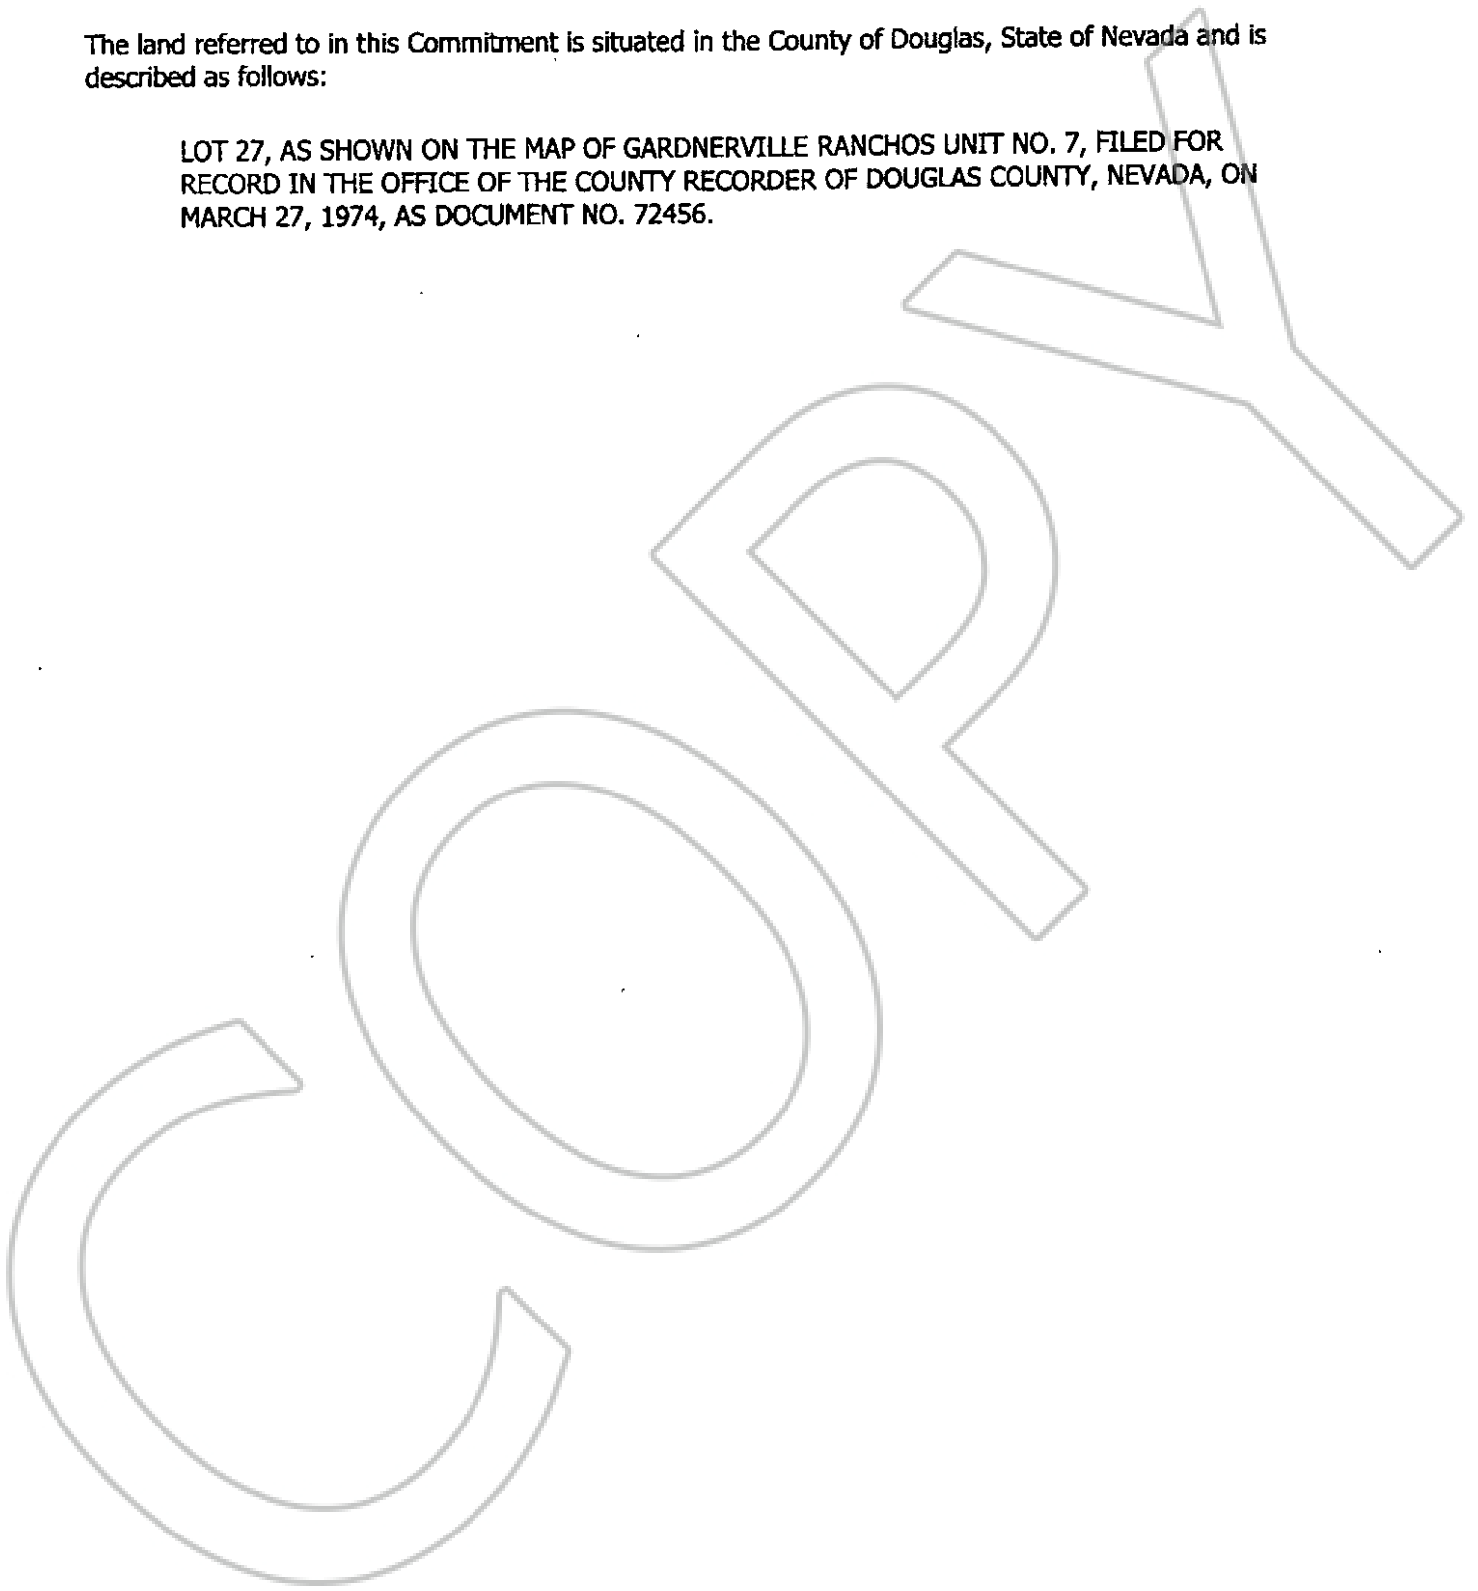 The land referred to in this Commitment is situated in the County of Douglas, State of Nevada and is
described as follows:
LOT 27, AS SHOWN ON THE MAP OF GARDNERVILLE RANCHOS UNIT NO. 7, FILED FOR
RECORD IN THE OFFICE OF THE COUNTY RECORDER OF DOUGLAS COUNTY, NEVADA, ON
MARCH 27, 1974, AS DOCUMENT NO. 72456.
COPY